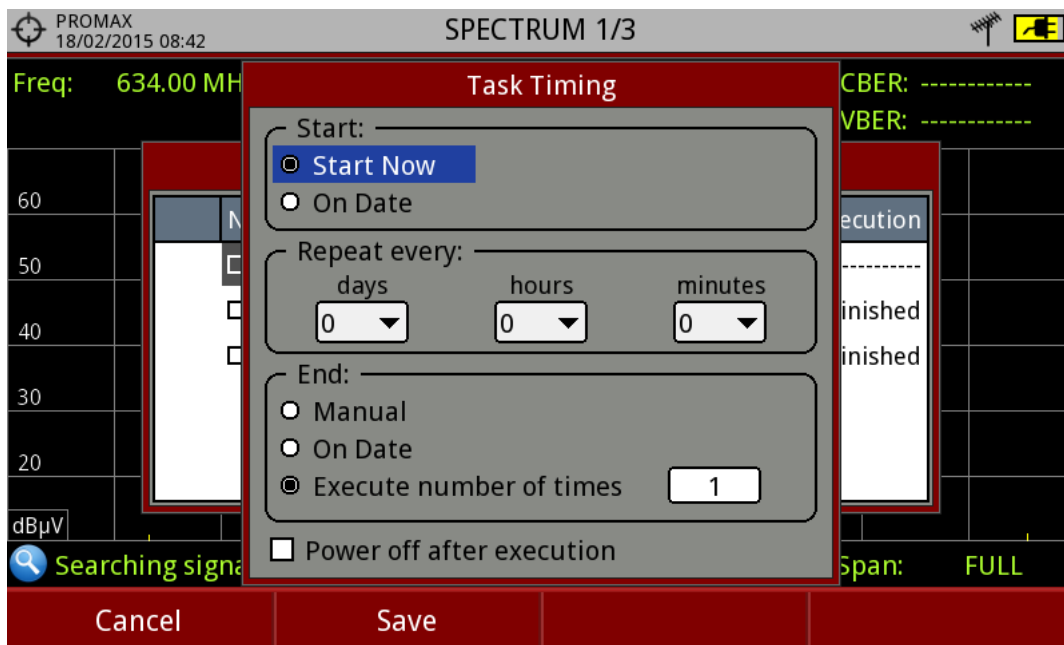 PROMAX
18/02/2015 08:42
SPECTRUM 1/3
Freq: 634.00 MH
CBER: ------------
VBER: ------------
Task Timing
Start:
Start Now
On Date
Repeat every:
days hours minutes
0 0 0
End:
Manual
On Date
Execute number of times 1
Power off after execution
N
ecution
---------
inished
inished
60
50
40
30
20
dBµV
Searching signa
Span: FULL
Cancel Save